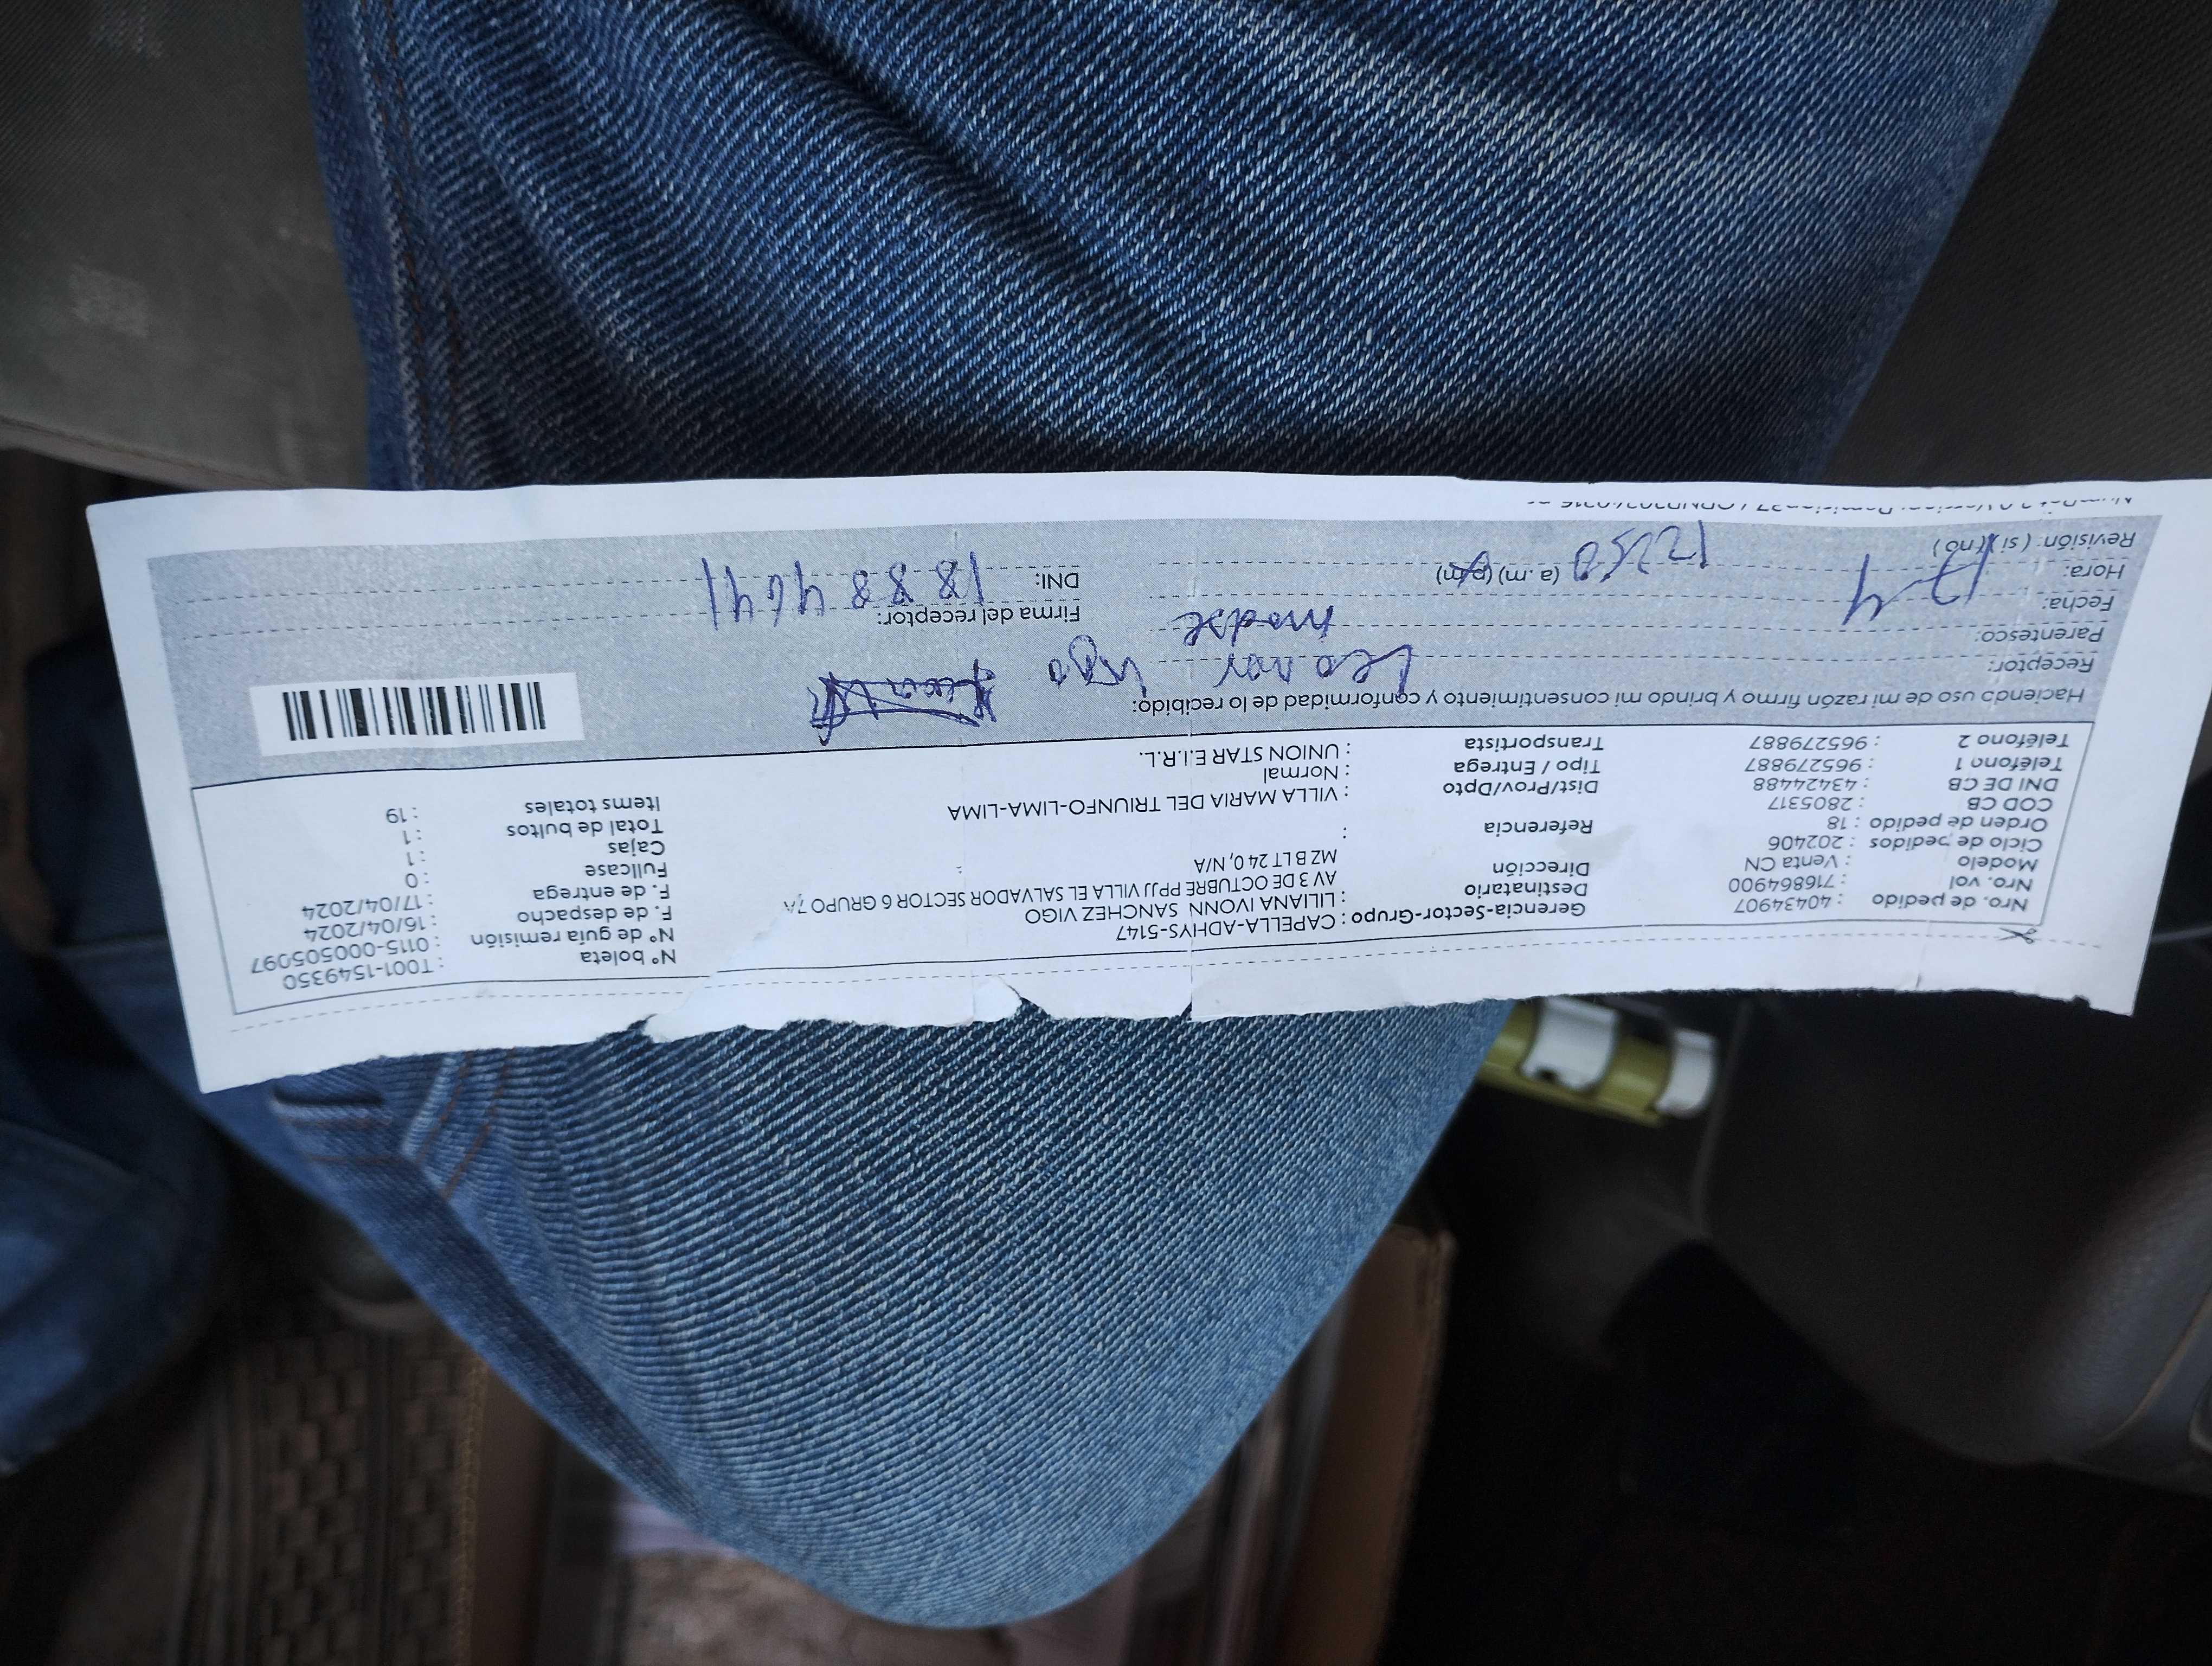 Nro. de pedido : 40434907
Nro. vol : 716864900
Modelo : Venta CN
Ciclo de pedidos : 202406
Orden de pedido : 18
COD CB : 2805317
DNI DE CB : 43424488
Teléfono 1 : 965279887
Teléfono 2 : 965279887
Gerencia-Sector-Grupo : CAPELLA-ADHYS-5147
Destinatario : LILIANA IVONN SANCHEZ VIGO
Dirección AV 3 DE OCTUBRE PPJJ VILLA EL SALVADOR SECTOR 6 GRUPO 7A
MZ B LT 24 0, N/A
Referencia :
Dist/Prov/Dpto : VILLA MARIA DEL TRIUNFO-LIMA-LIMA
Tipo / Entrega : Normal
Transportista : UNION STAR E.I.R.L.
N° boleta : T001-1549350
N° de guía remisión : 0115-000505097
F. de despacho : 16/04/2024
F. de entrega : 17/04/2024
Fullcase : 0
Cajas : 1
Total de bultos : 1
Items totales : 19
Haciendo uso de mi razón firmo y brindo mi consentimiento y conformidad de lo recibido:
Receptor: Leonor Vigo
Parentesco: madre
Fecha: 17-4
Hora: 12:50 (a.m) (p.m)
Revisión: ( si )( no )
Firma del receptor:
DNI: 18884641